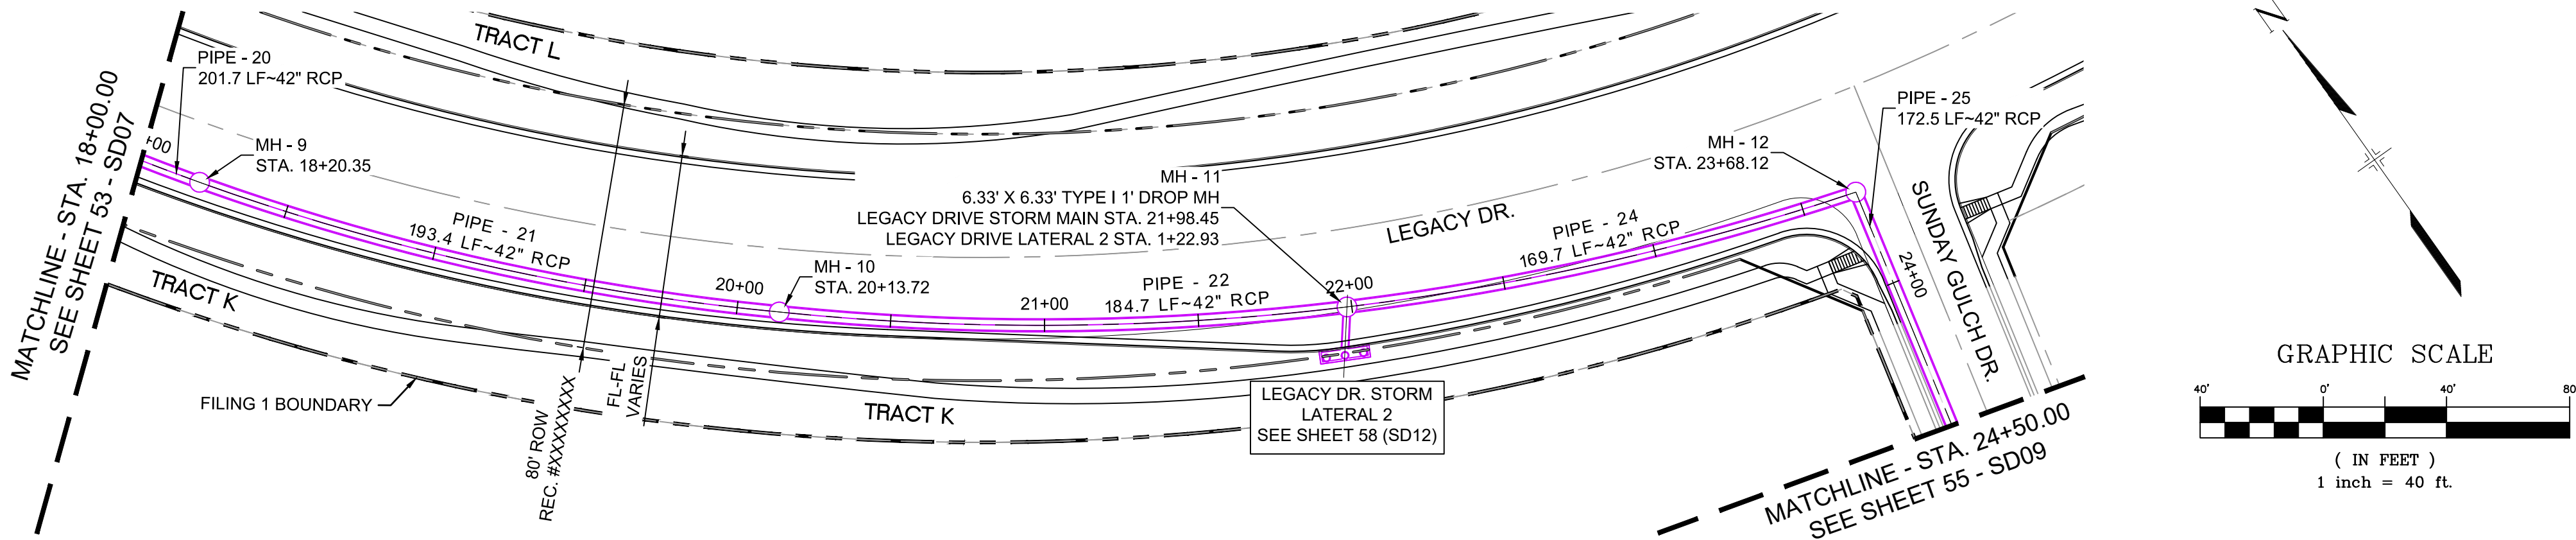 MATCHLINE - STA. 18+00.00
SEE SHEET 53 - SD07
PIPE - 20
201.7 LF~42" RCP
+00
MH - 9
STA. 18+20.35
TRACT L
PIPE - 21
193.4 LF~42" RCP
TRACT K
FILING 1 BOUNDARY
80' ROW
REC. #XXXXXXXX
FL-FL
VARIES
20+00
MH - 10
STA. 20+13.72
21+00
PIPE - 22
184.7 LF~42" RCP
MH - 11
6.33' X 6.33' TYPE I 1' DROP MH
LEGACY DRIVE STORM MAIN STA. 21+98.45
LEGACY DRIVE LATERAL 2 STA. 1+22.93
22+00
TRACT K
LEGACY DR. STORM
LATERAL 2
SEE SHEET 58 (SD12)
LEGACY DR.
PIPE - 24
169.7 LF~42" RCP
MH - 12
STA. 23+68.12
PIPE - 25
172.5 LF~42" RCP
24+00
SUNDAY GULCH DR.
MATCHLINE - STA. 24+50.00
SEE SHEET 55 - SD09
N
GRAPHIC SCALE
40' 0' 40' 80
( IN FEET )
1 inch = 40 ft.